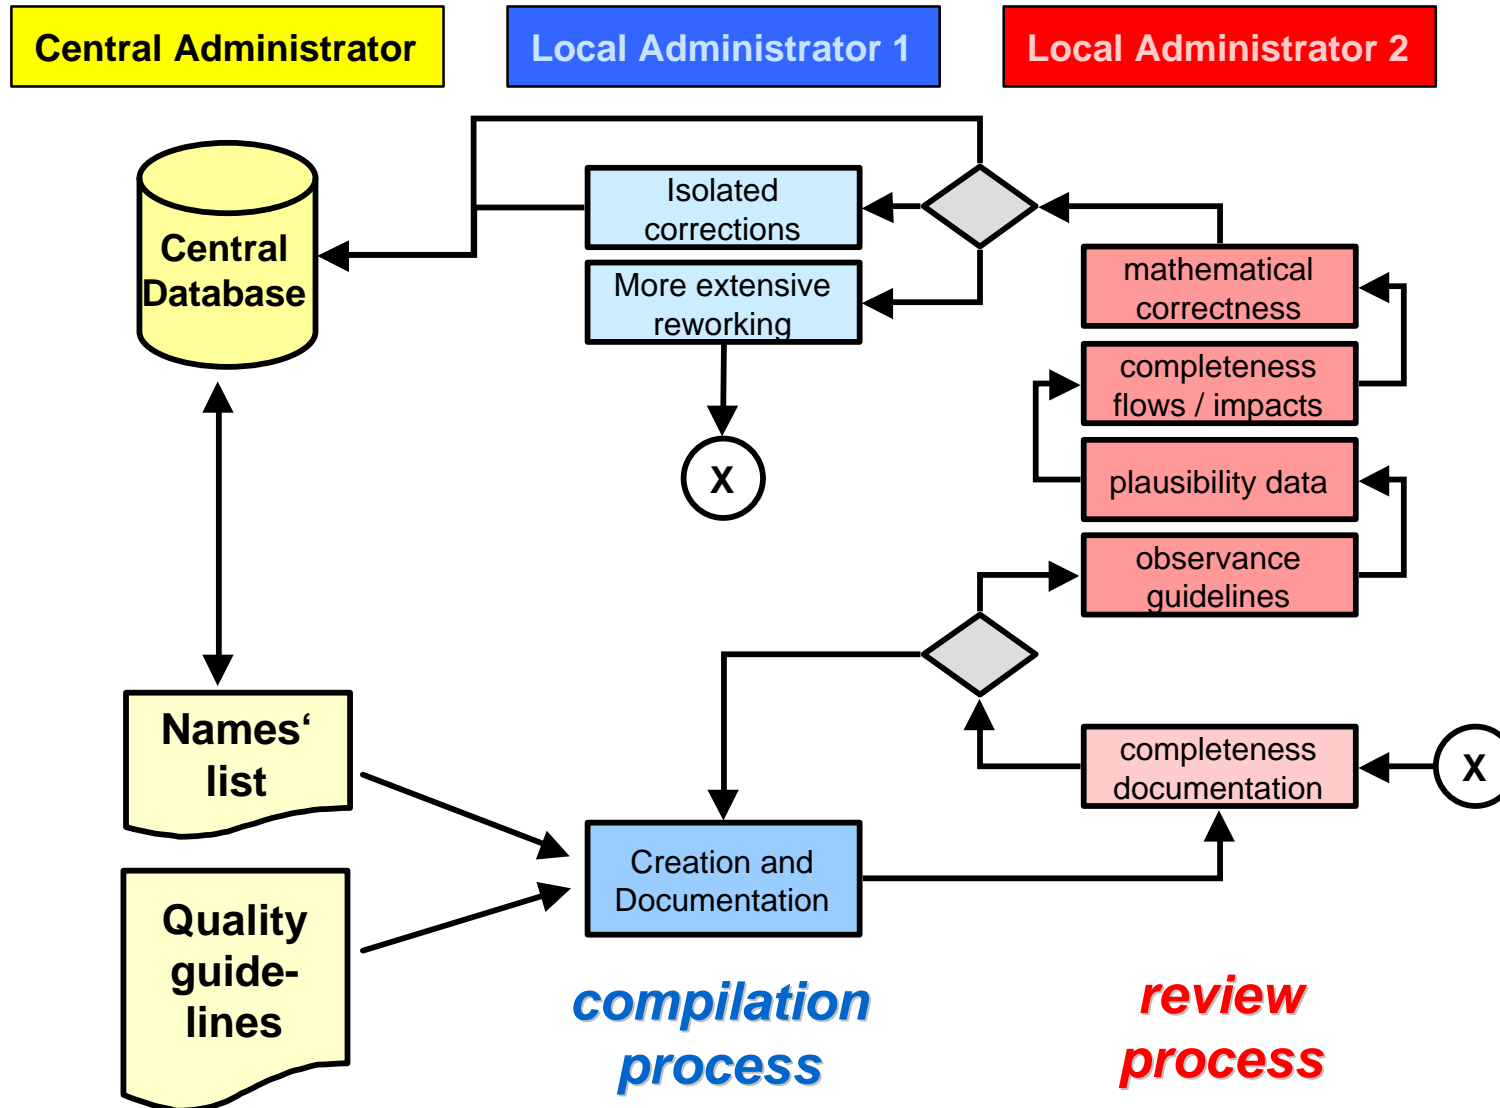 Central Administrator
Local Administrator 1
Local Administrator 2
Isolated
corrections
Central
Database
More extensive
reworking
mathematical
correctness
completeness
flows / impacts
X
plausibility data
observance
guidelines
Names‘
list
completeness
documentation
X
Creation and
Documentation
Quality
guide-
lines
compilation
process
review
process